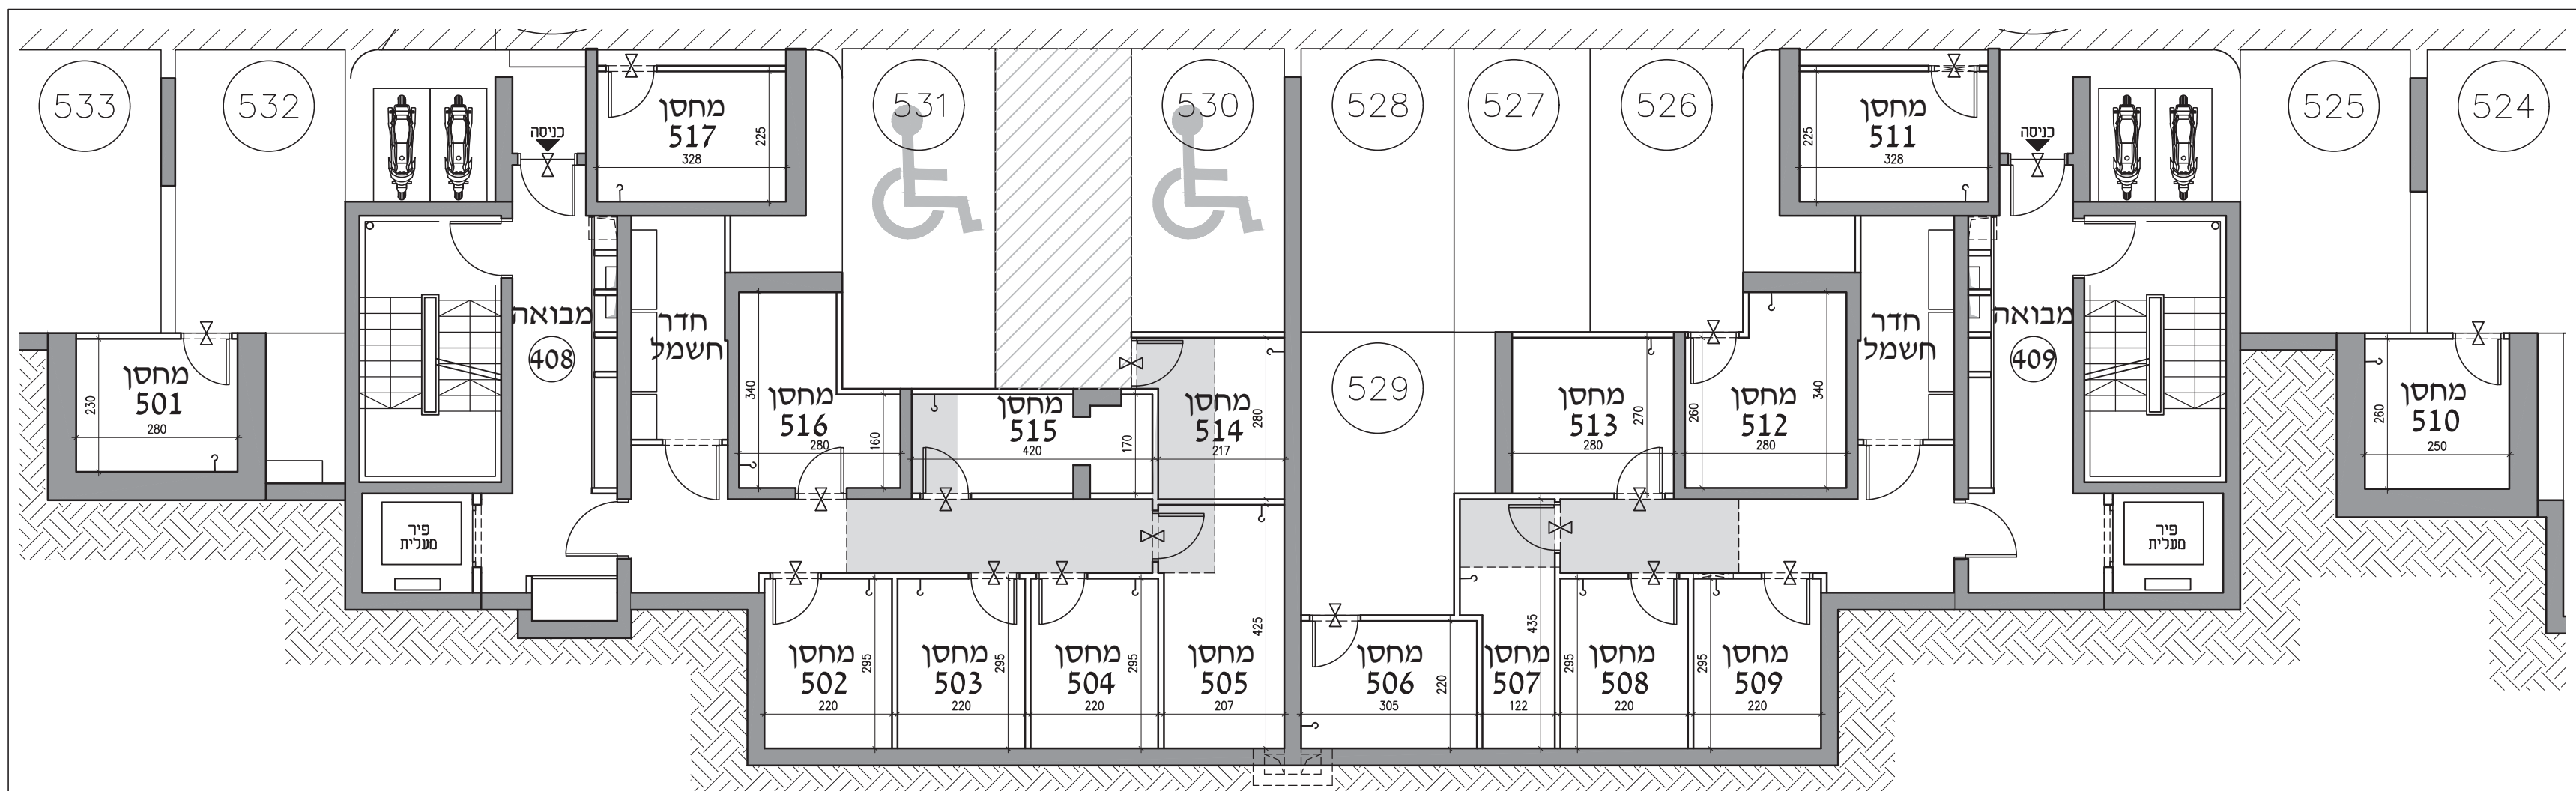 533
532
כניסה
מחסן
517
225
328
531
530
528
527
526
מחסן
511
225
328
כניסה
525
524
מבואה
408
חדר
חשמל
מחסן
501
230
280
מחסן
516
340
280
160
מחסן
515
420
170
מחסן
514
280
217
529
מחסן
513
270
280
מחסן
512
260
340
280
חדר
חשמל
מבואה
409
מחסן
510
260
250
פיר
מעלית
פיר
מעלית
מחסן
502
295
220
מחסן
503
295
220
מחסן
504
295
220
מחסן
505
425
207
מחסן
506
220
305
מחסן
507
435
122
מחסן
508
295
220
מחסן
509
295
220